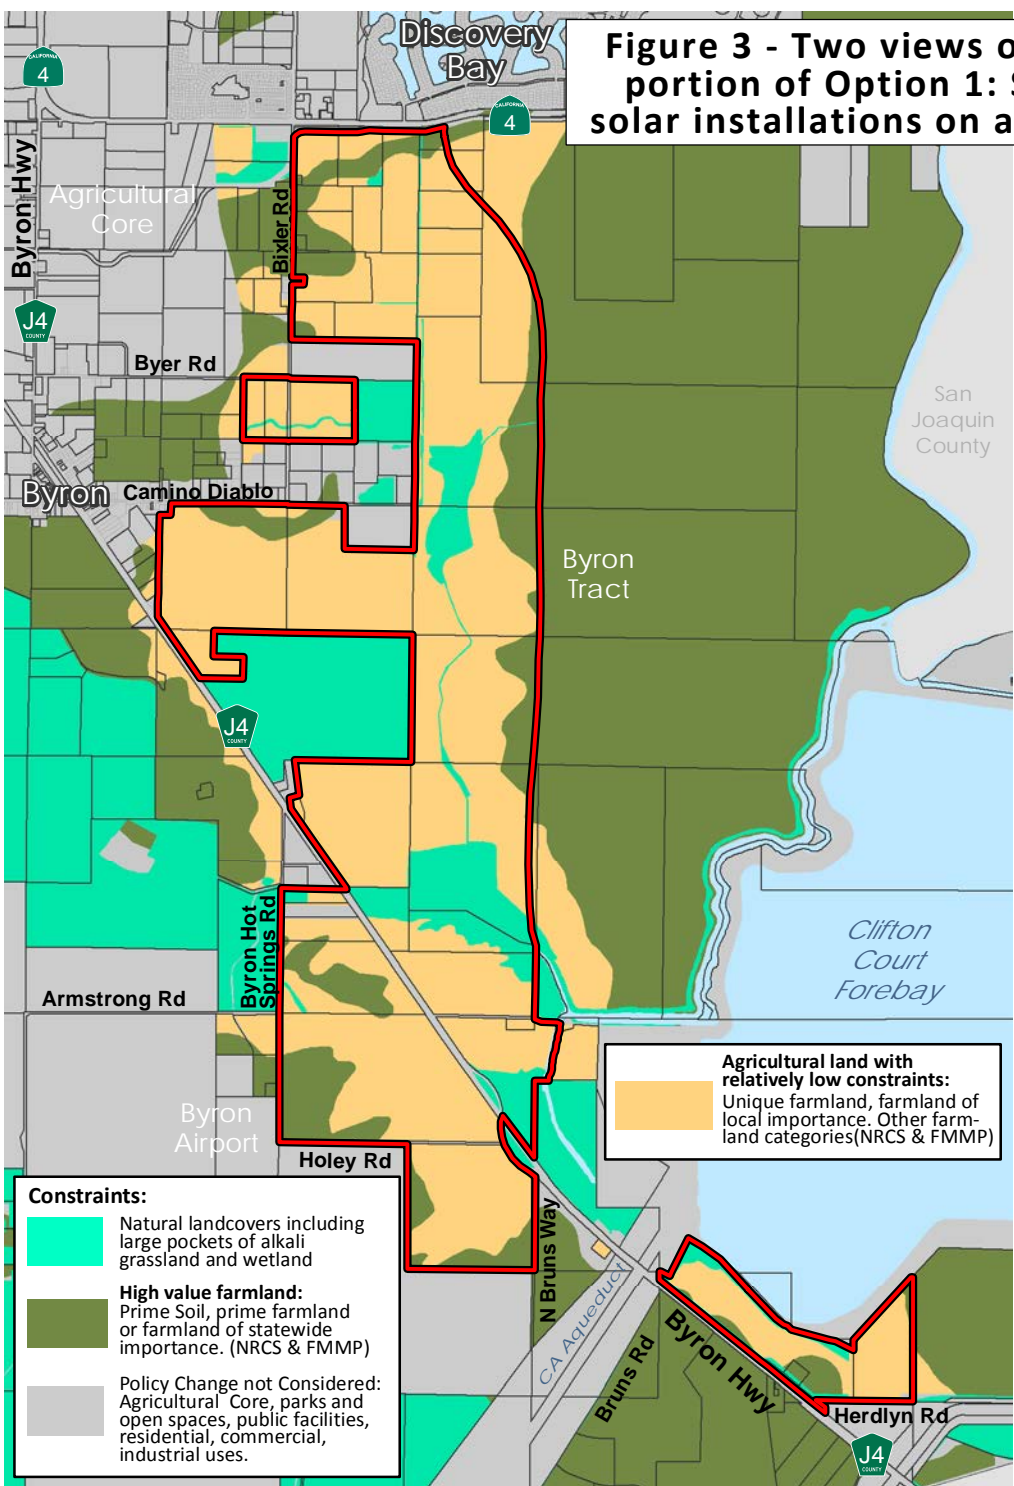 Discovery
Bay
Figure 3 - Two views o
portion of Option 1: S
solar installations on a
CALIFORNIA
4
CALIFORNIA
4
Byron Hwy
Agricultural
Core
Bixler Rd
J4
COUNTY
Byer Rd
San
Joaquin
County
Byron
Camino Diablo
Byron
Tract
J4
COUNTY
Byron Hot
Springs Rd
Clifton
Court
Forebay
Armstrong Rd
Agricultural land with
relatively low constraints:
Unique farmland, farmland of
local importance. Other farm-
land categories(NRCS & FMMP)
Byron
Airport
Holey Rd
Constraints:
Natural landcovers including
large pockets of alkali
grassland and wetland
High value farmland:
Prime Soil, prime farmland
or farmland of statewide
importance. (NRCS & FMMP)
Policy Change not Considered:
Agricultural Core, parks and
open spaces, public facilities,
residential, commercial,
industrial uses.
N Bruns Way
CA Aqueduct
Bruns Rd
Byron Hwy
Herdlyn Rd
J4
COUNTY